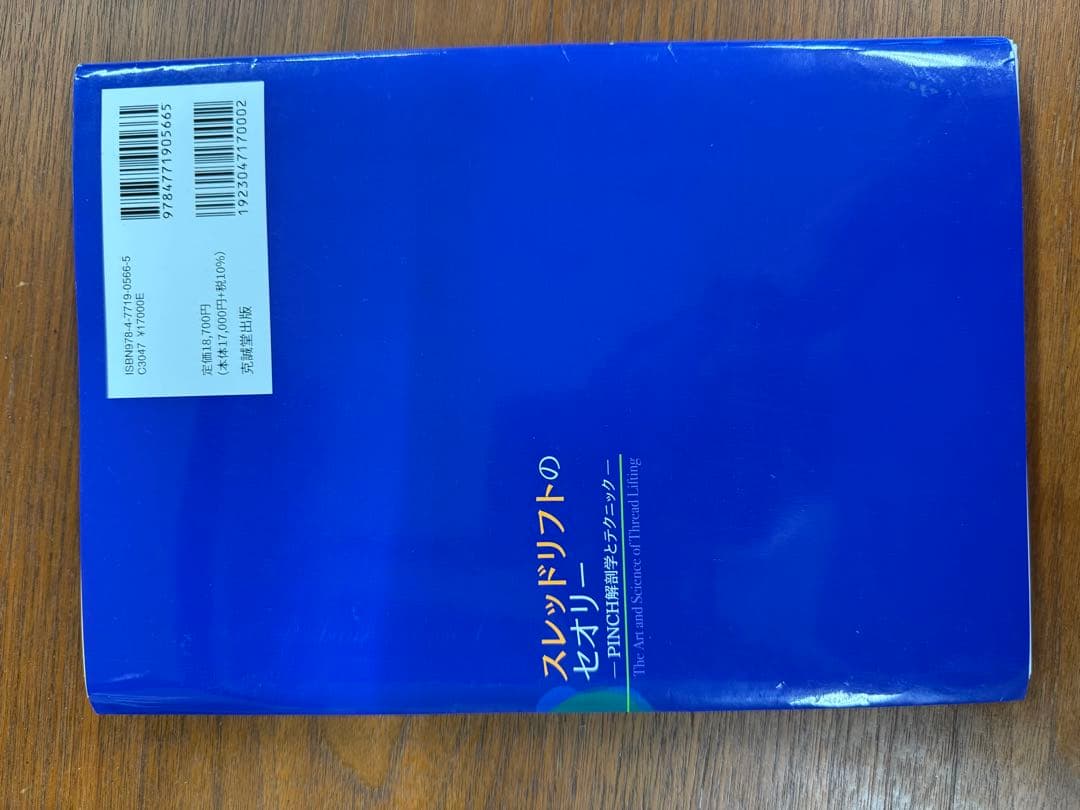 9784771905665
1923047170002
ISBN978-4-7719-0566-5
C3047 ¥17000E
定価18,700円
(本体17,000円+税10%)
克誠堂出版
スレッドリフトの
セオリー
―PINCH解剖学とテクニック―
The Art and Science of Thread Lifting